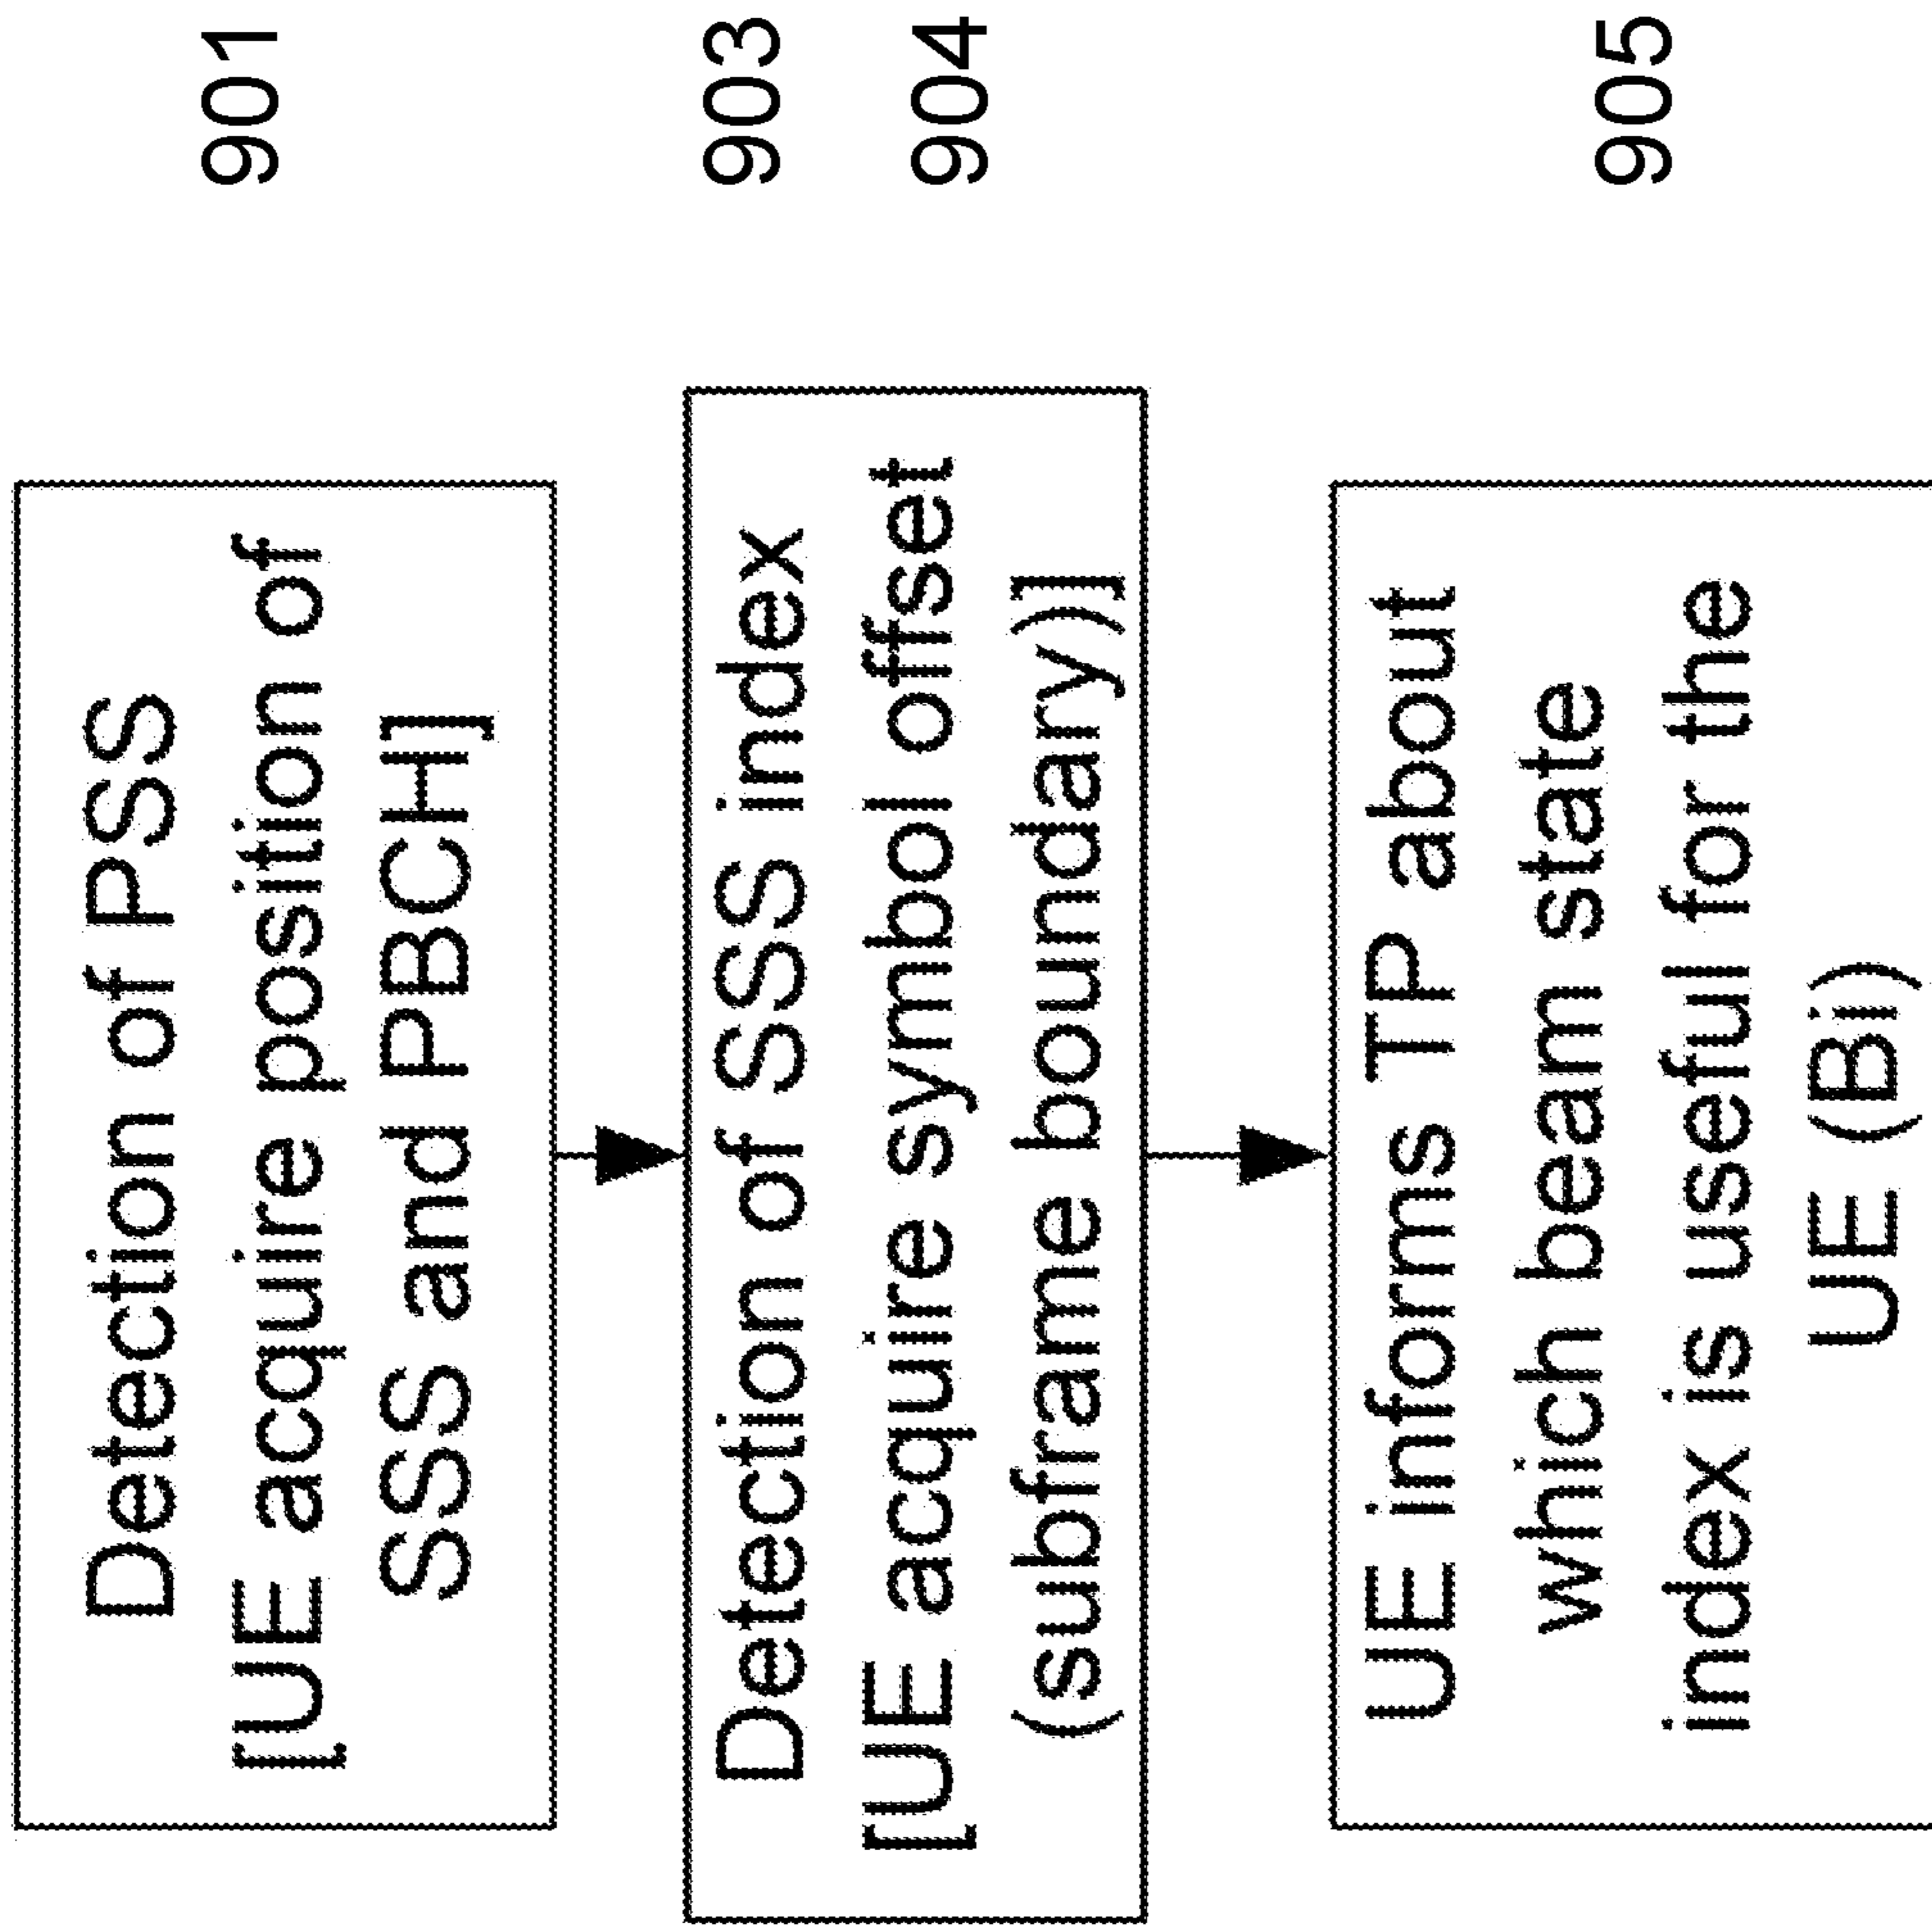 Detection of PSS
[UE acquire position of
SSS and PBCH]
901
Detection of SSS index
[UE acquire symbol offset
(subframe boundary)]
903
904
UE informs TP about
which beam state
index is useful for the
UE (Bi)
905